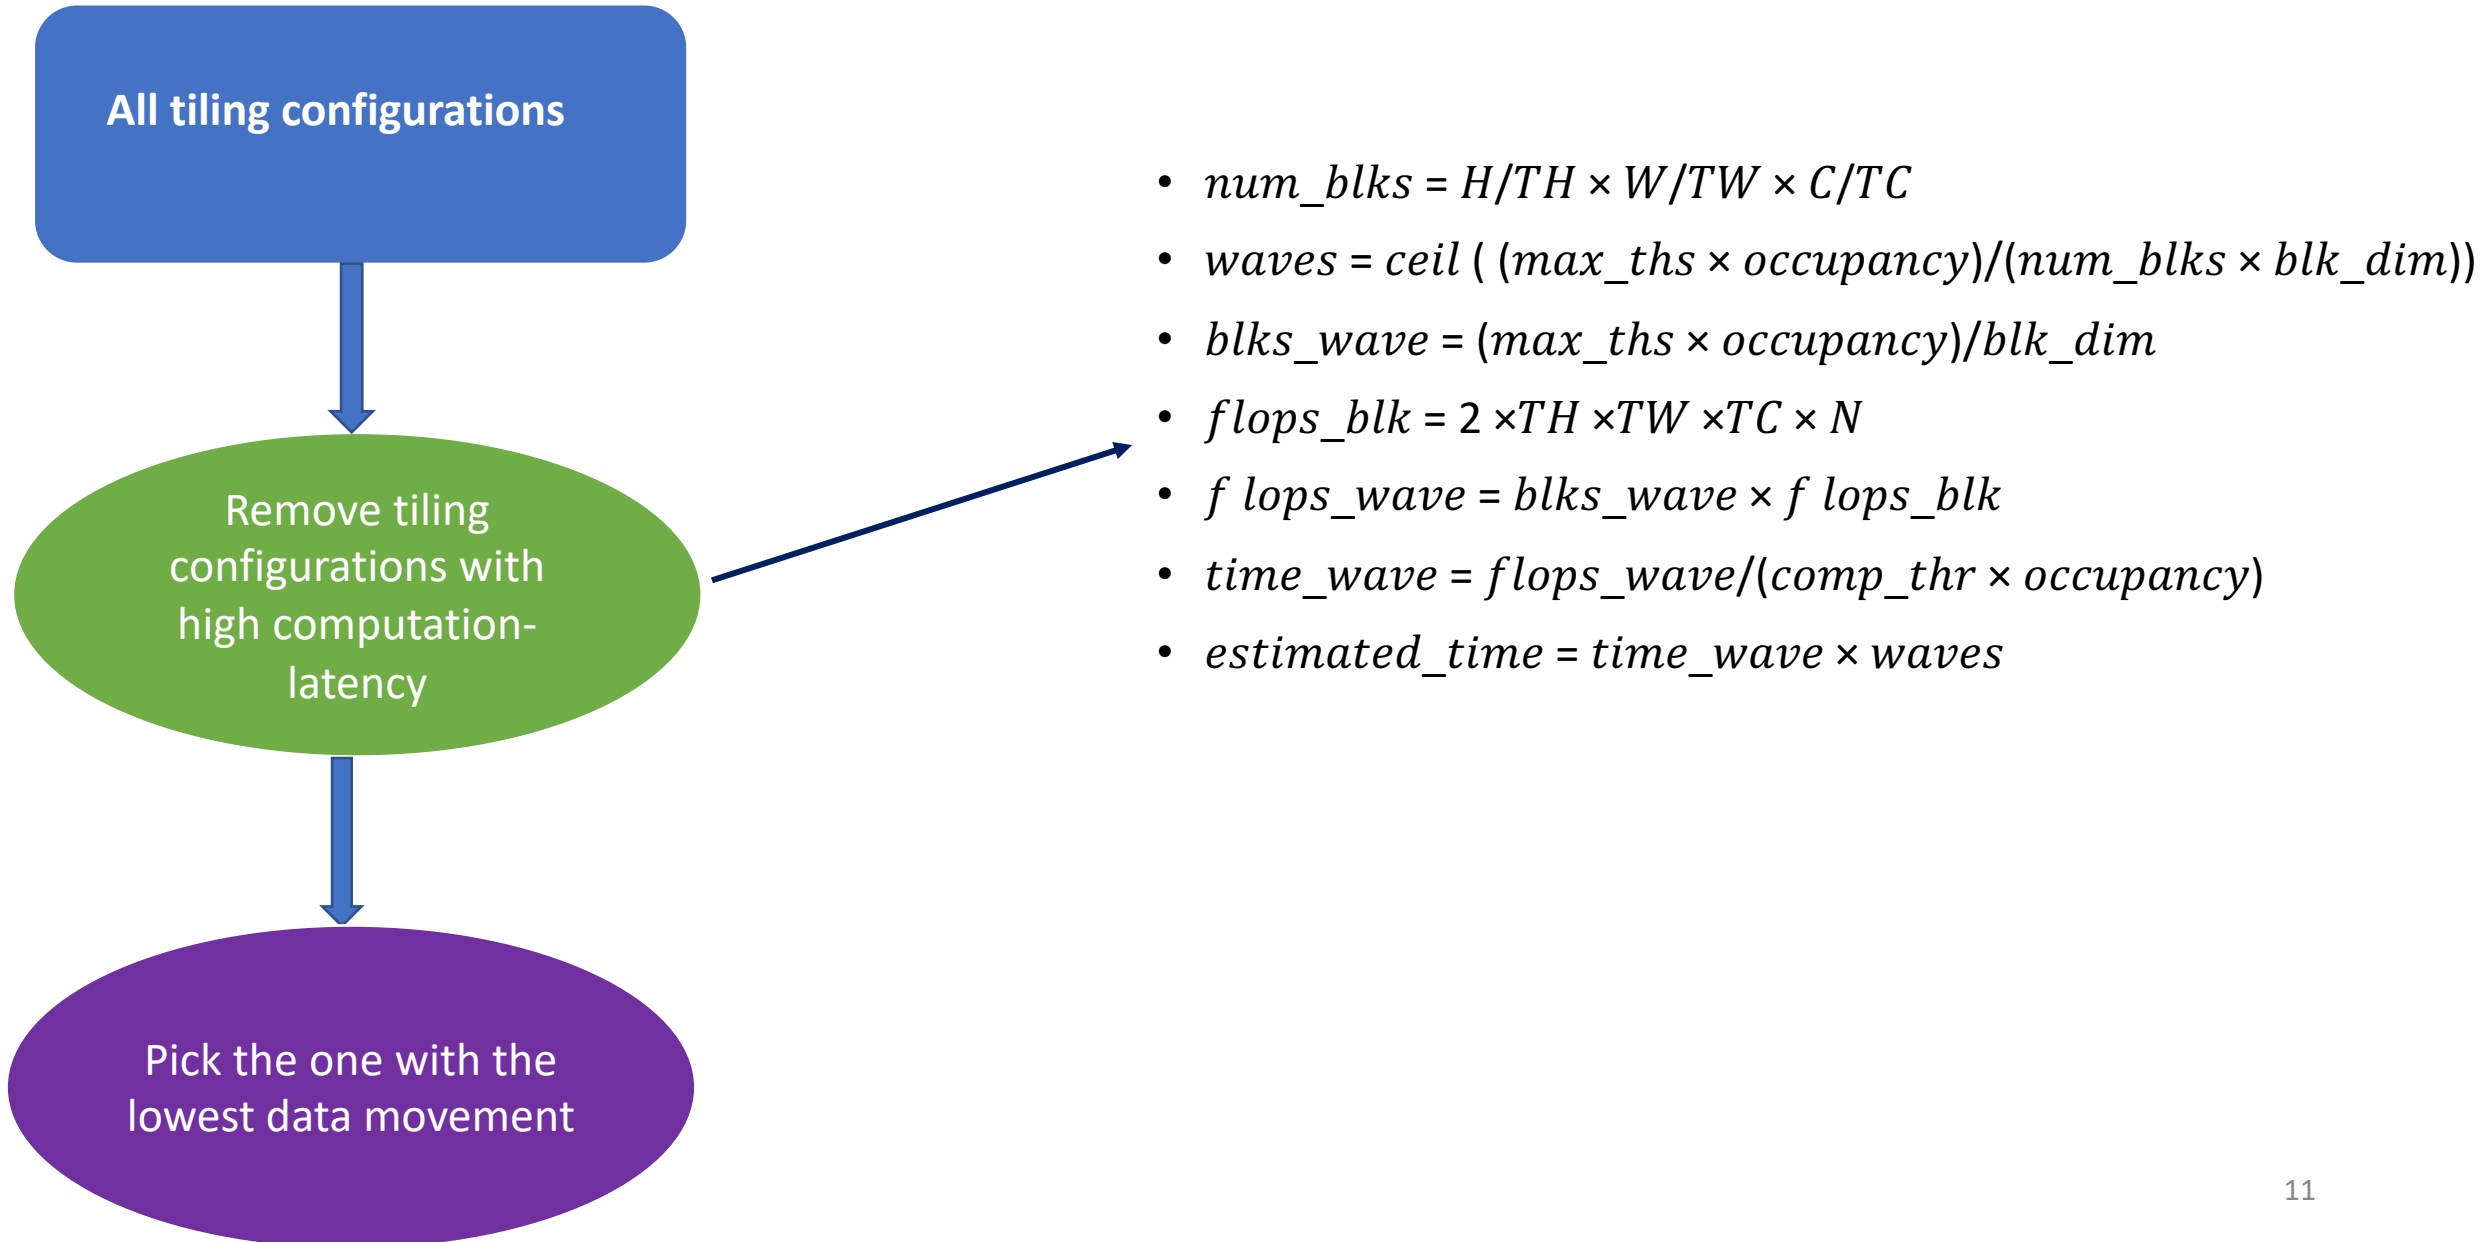 All tiling configurations
Remove tiling
configurations with
high computation-
latency
Pick the one with the
lowest data movement
• num_blks = H/TH × W/TW × C/TC
• waves = ceil ( (max_ths × occupancy)/(num_blks × blk_dim))
• blks_wave = (max_ths × occupancy)/blk_dim
• flops_blk = 2 ×TH ×TW ×TC × N
• f lops_wave = blks_wave × f lops_blk
• time_wave = flops_wave/(comp_thr × occupancy)
• estimated_time = time_wave × waves
11